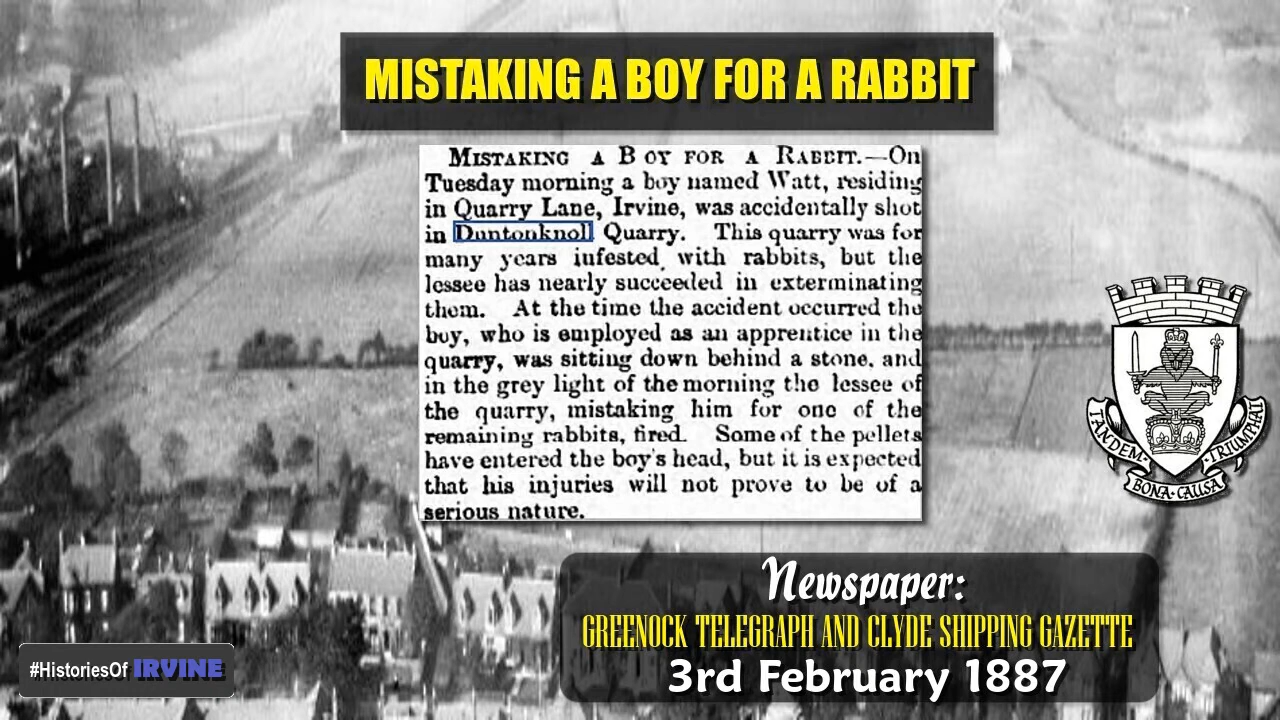 MISTAKING A BOY FOR A RABBIT
MISTAKING A BOY FOR A RABBIT.—On
Tuesday morning a boy named Watt, residing
in Quarry Lane, Irvine, was accidentally shot
in Duntonknoll Quarry. This quarry was for
many years infested with rabbits, but the
lessee has nearly succeeded in exterminating
them. At the time the accident occurred the
boy, who is employed as an apprentice in the
quarry, was sitting down behind a stone, and
in the grey light of the morning the lessee of
the quarry, mistaking him for one of the
remaining rabbits, fired. Some of the pellets
have entered the boy's head, but it is expected
that his injuries will not prove to be of a
serious nature.
TANDEM BONA CAUSA TRIUMPHAT
Newspaper:
GREENOCK TELEGRAPH AND CLYDE SHIPPING GAZETTE
3rd February 1887
#HistoriesOf IRVINE